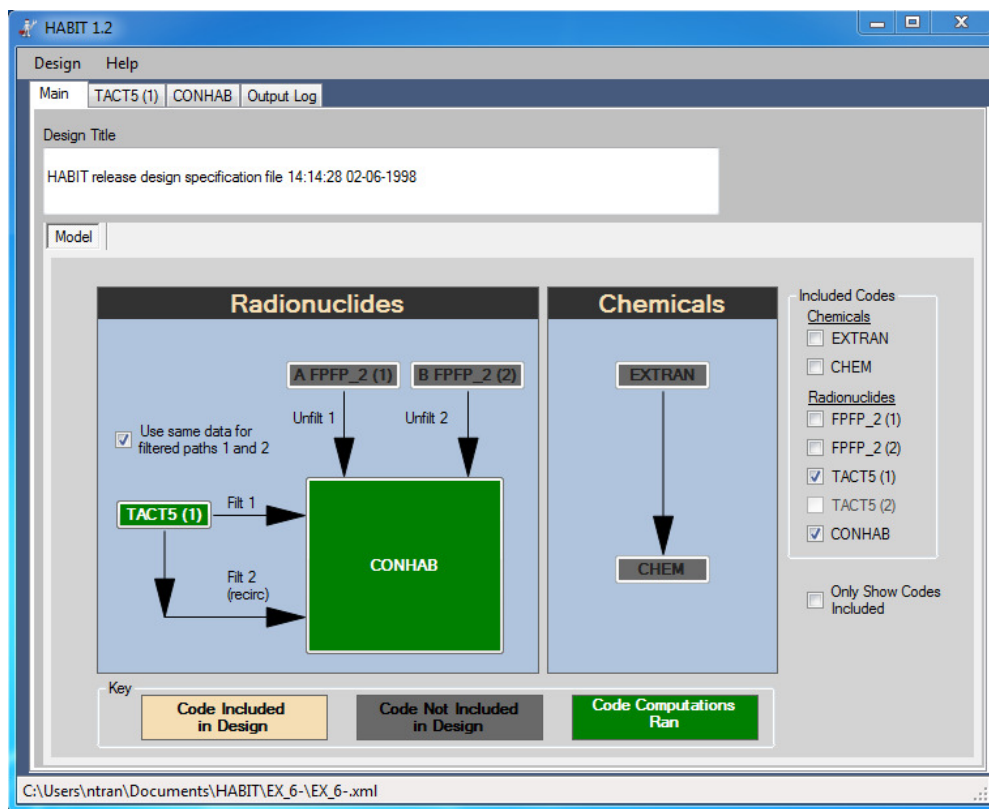 HABIT 1.2
Design Help
Main TACT5 (1) CONHAB Output Log
Design Title
HABIT release design specification file 14:14:28 02-06-1998
Model
Radionuclides
A FPFP_2 (1) B FPFP_2 (2)
Unfilt 1 Unfilt 2
Use same data for
filtered paths 1 and 2
TACT5 (1)
Filt 1
CONHAB
Filt 2
(recirc)
Chemicals
EXTRAN
CHEM
Included Codes
Chemicals
EXTRAN
CHEM
Radionuclides
FPFP_2 (1)
FPFP_2 (2)
TACT5 (1)
TACT5 (2)
CONHAB
Only Show Codes
Included
Key
Code Included
in Design
Code Not Included
in Design
Code Computations
Ran
C:\Users\ntran\Documents\HABIT\EX_6-\EX_6-.xml